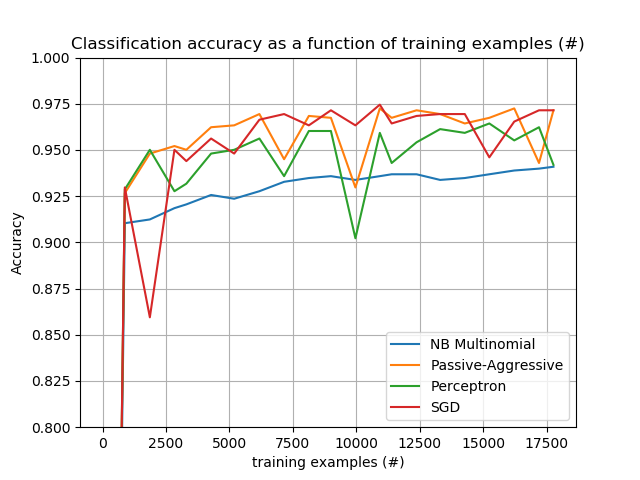 Classification accuracy as a function of training examples (#)
1.000
0.975
0.950
0.925
0.900
0.875
0.850
0.825
0.800
Accuracy
NB Multinomial
Passive-Aggressive
Perceptron
SGD
0 2500 5000 7500 10000 12500 15000 17500
training examples (#)